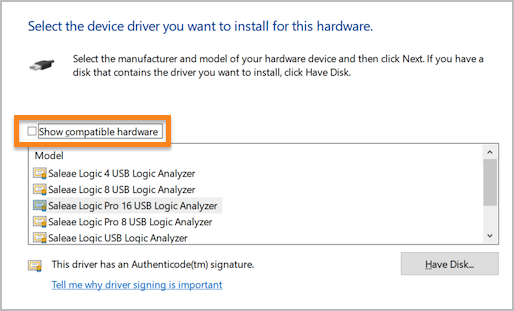 Select the device driver you want to install for this hardware.
Select the manufacturer and model of your hardware device and then click Next. If you have a
disk that contains the driver you want to install, click Have Disk.
Show compatible hardware
Model
Saleae Logic 4 USB Logic Analyzer
Saleae Logic 8 USB Logic Analyzer
Saleae Logic Pro 16 USB Logic Analyzer
Saleae Logic Pro 8 USB Logic Analyzer
Saleae Logic USB Logic Analyzer
This driver has an Authenticode(tm) signature.
Have Disk...
Tell me why driver signing is important